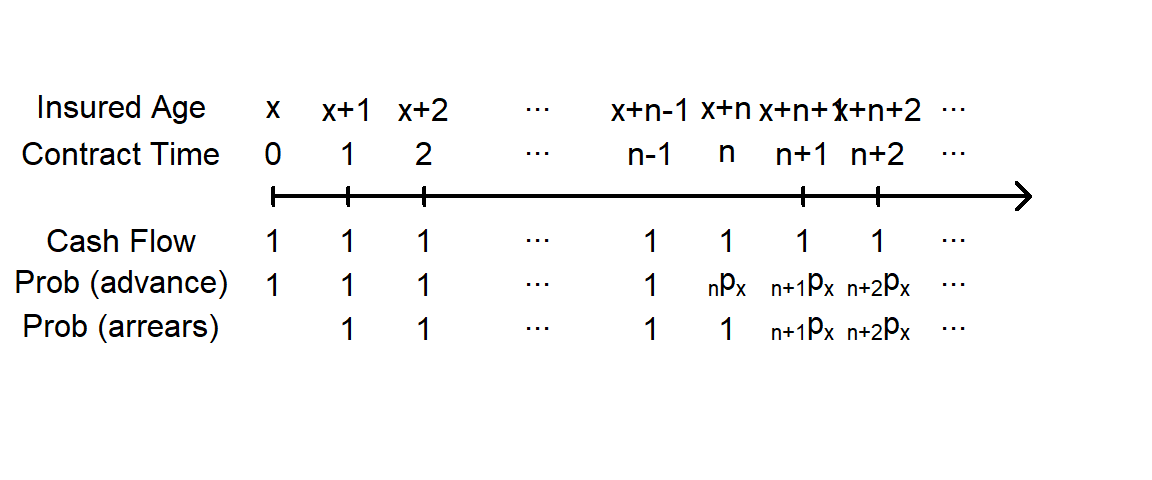 Insured Age x x+1 x+2 ... x+n-1 x+n x+n+1 x+n+2 ...
Contract Time 0 1 2 ... n-1 n n+1 n+2 ...
Cash Flow 1 1 1 ... 1 1 1 1 ...
Prob (advance) 1 1 1 ... 1 npx n+1px n+2px ...
Prob (arrears) 1 1 ... 1 1 n+1px n+2px ...